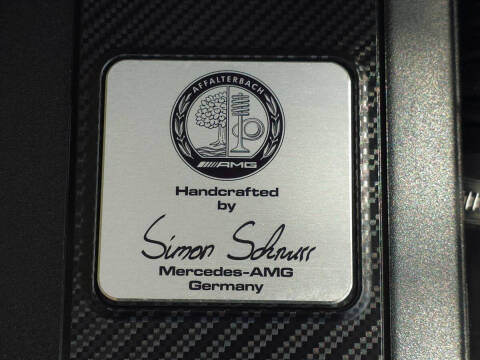 AFFALTERBACH
AMG
Handcrafted
by
Simon Schnurr
Mercedes-AMG
Germany